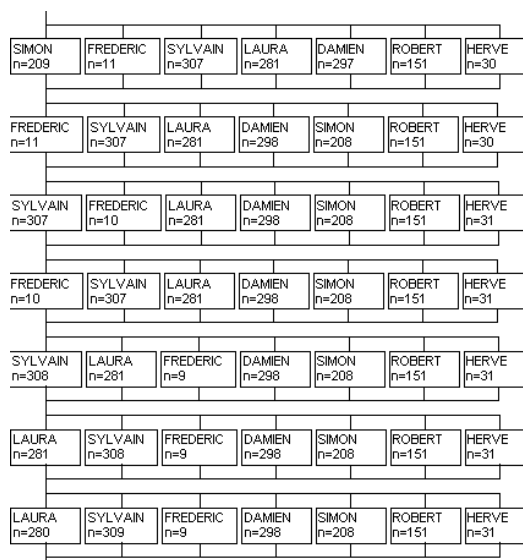 SIMON FREDERIC SYLVAIN LAURA DAMIEN ROBERT HERVE
n=209 n=11 n=307 n=281 n=297 n=151 n=30
FREDERIC SYLVAIN LAURA DAMIEN SIMON ROBERT HERVE
n=11 n=307 n=281 n=298 n=208 n=151 n=30
SYLVAIN FREDERIC LAURA DAMIEN SIMON ROBERT HERVE
n=307 n=10 n=281 n=298 n=208 n=151 n=31
FREDERIC SYLVAIN LAURA DAMIEN SIMON ROBERT HERVE
n=10 n=307 n=281 n=298 n=208 n=151 n=31
SYLVAIN LAURA FREDERIC DAMIEN SIMON ROBERT HERVE
n=308 n=281 n=9 n=298 n=208 n=151 n=31
LAURA SYLVAIN FREDERIC DAMIEN SIMON ROBERT HERVE
n=281 n=308 n=9 n=298 n=208 n=151 n=31
LAURA SYLVAIN FREDERIC DAMIEN SIMON ROBERT HERVE
n=280 n=309 n=9 n=298 n=208 n=151 n=31